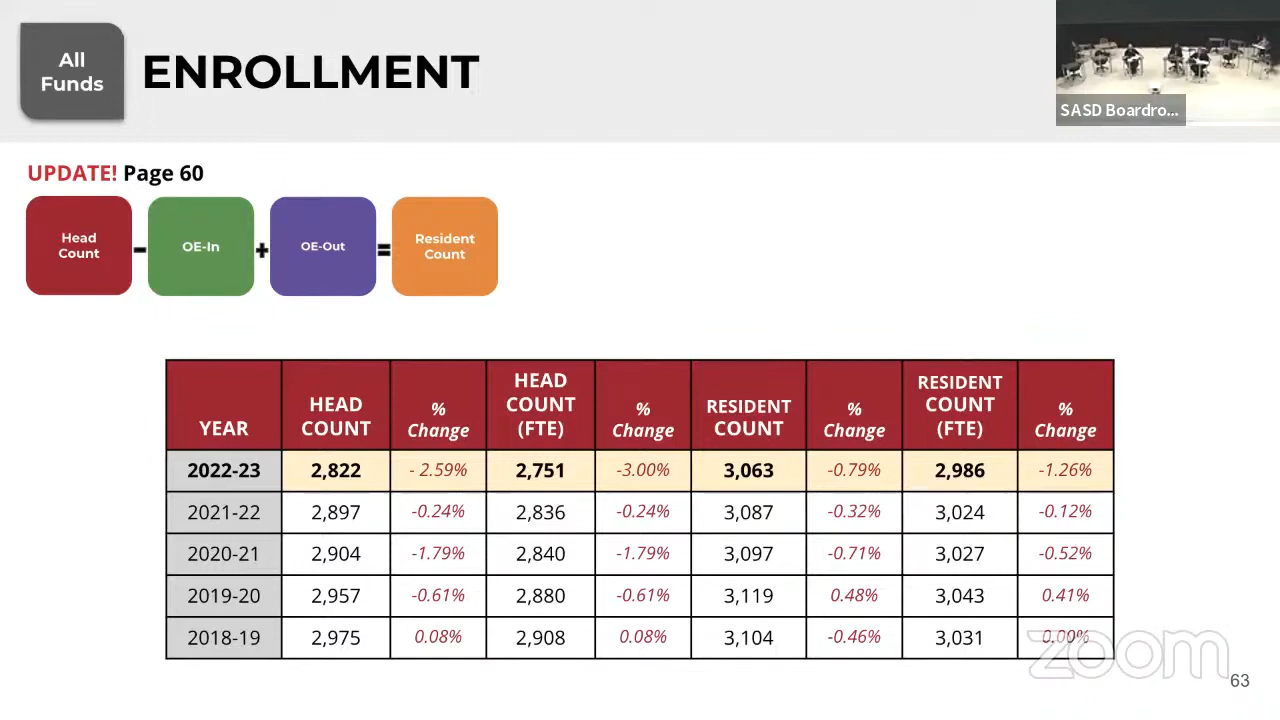 All
Funds
ENROLLMENT
SASD Boardro...
UPDATE! Page 60
Head
Count
-
OE-In
+
OE-Out
=
Resident
Count
YEAR HEAD COUNT % Change HEAD COUNT (FTE) % Change RESIDENT COUNT % Change RESIDENT COUNT (FTE) % Change
2022-23 2,822 - 2.59% 2,751 -3.00% 3,063 -0.79% 2,986 -1.26%
2021-22 2,897 -0.24% 2,836 -0.24% 3,087 -0.32% 3,024 -0.12%
2020-21 2,904 -1.79% 2,840 -1.79% 3,097 -0.71% 3,027 -0.52%
2019-20 2,957 -0.61% 2,880 -0.61% 3,119 0.48% 3,043 0.41%
2018-19 2,975 0.08% 2,908 0.08% 3,104 -0.46% 3,031 0.00%
zoom
63